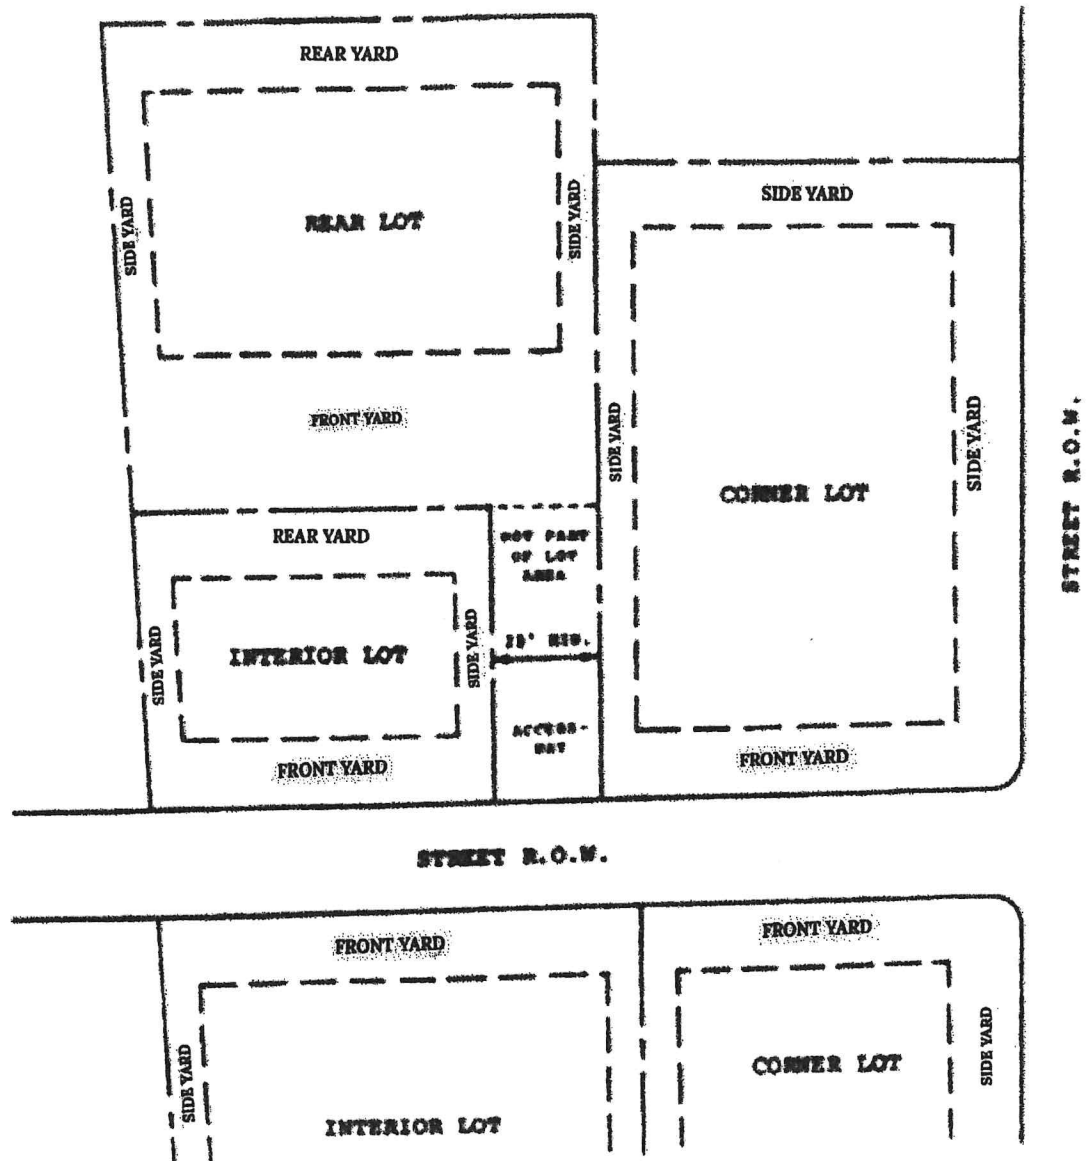 REAR YARD
SIDE YARD
REAR LOT
SIDE YARD
SIDE YARD
FRONT YARD
SIDE YARD
CORNER LOT
SIDE YARD
STREET R.O.W.
REAR YARD
NOT PART
OF LOT
AREA
SIDE YARD
INTERIOR LOT
SIDE YARD
MIN.
ACCESS-
WAY
FRONT YARD
FRONT YARD
STREET R.O.W.
FRONT YARD
FRONT YARD
SIDE YARD
INTERIOR LOT
CORNER LOT
SIDE YARD